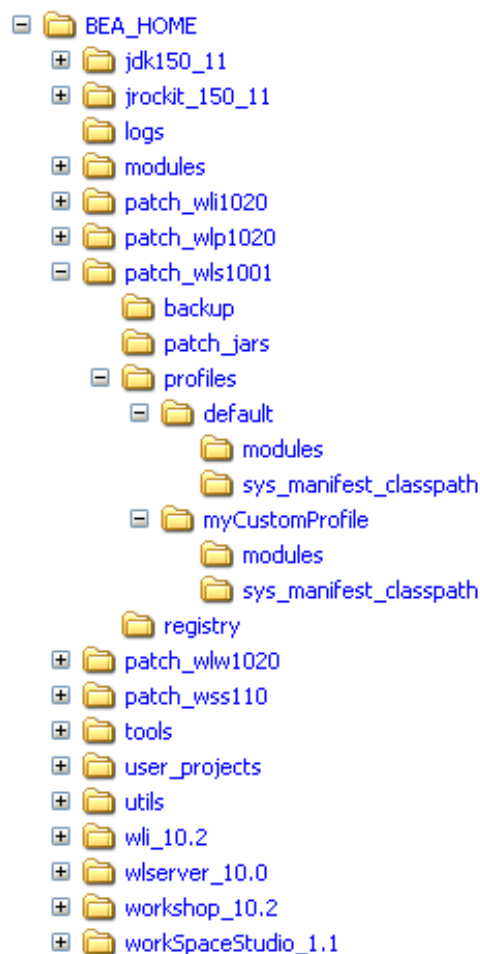 BEA_HOME
jdk150_11
jrockit_150_11
logs
modules
patch_wli1020
patch_wlp1020
patch_wls1001
backup
patch_jars
profiles
default
modules
sys_manifest_classpath
myCustomProfile
modules
sys_manifest_classpath
registry
patch_wlw1020
patch_wss110
tools
user_projects
utils
wli_10.2
wlserver_10.0
workshop_10.2
workSpaceStudio_1.1